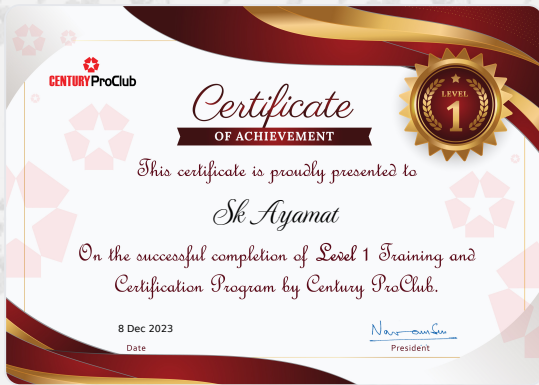 CENTURY ProClub
Certificate
OF ACHIEVEMENT
LEVEL
1
This certificate is proudly presented to
Sk Ayamat
On the successful completion of Level 1 Training and
Certification Program by Century ProClub.
8 Dec 2023
Date
President